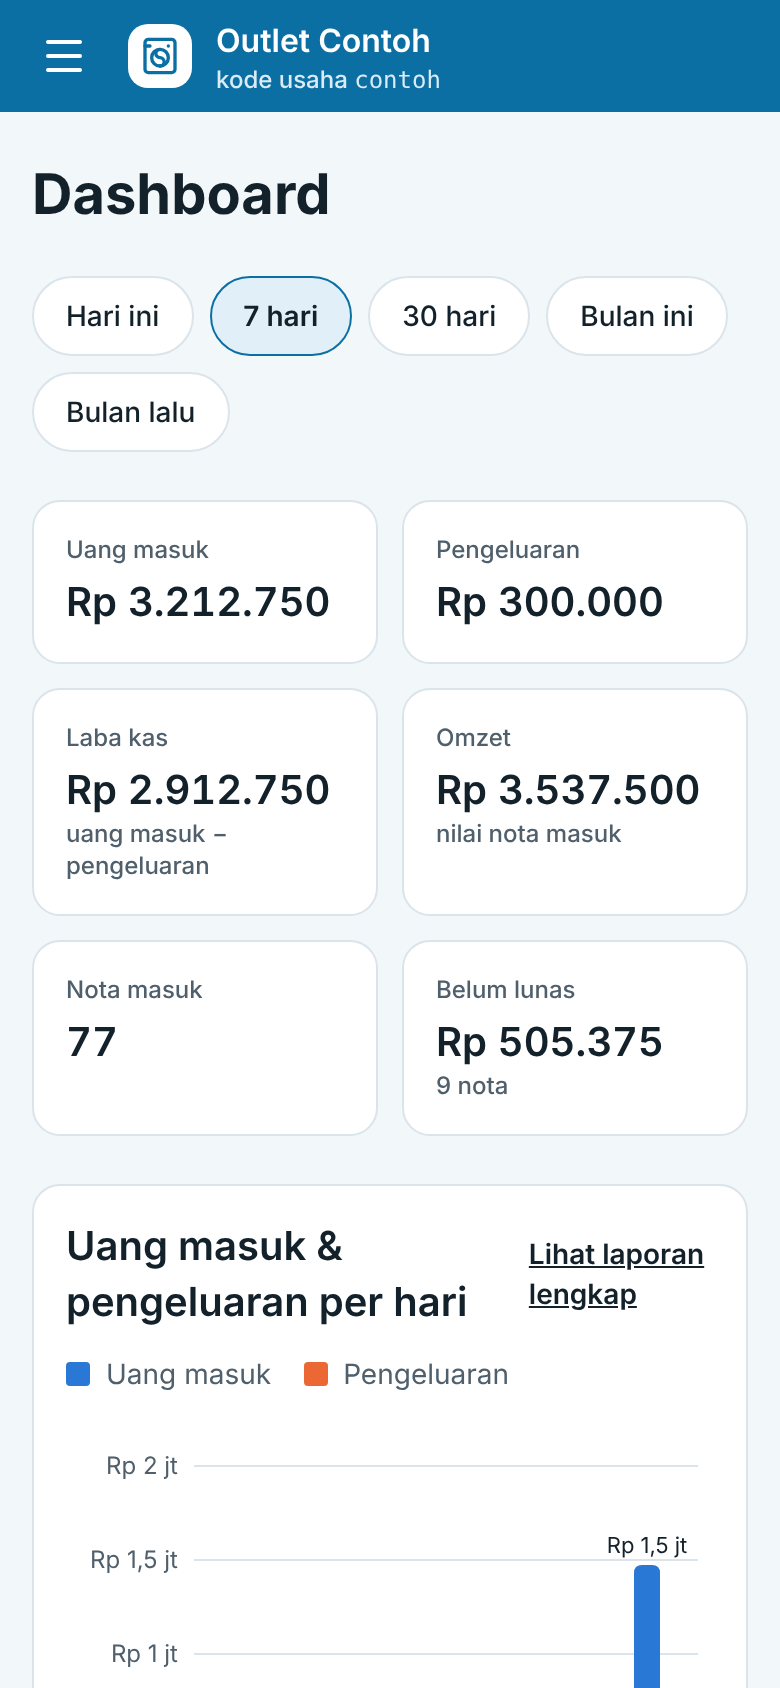 Outlet Contoh
kode usaha contoh
Dashboard
Hari ini
7 hari
30 hari
Bulan ini
Bulan lalu
Uang masuk
Rp 3.212.750
Pengeluaran
Rp 300.000
Laba kas
Rp 2.912.750
uang masuk –
pengeluaran
Omzet
Rp 3.537.500
nilai nota masuk
Nota masuk
77
Belum lunas
Rp 505.375
9 nota
Uang masuk &
pengeluaran per hari
Lihat laporan
lengkap
Uang masuk
Pengeluaran
Rp 2 jt
Rp 1,5 jt
Rp 1,5 jt
Rp 1 jt